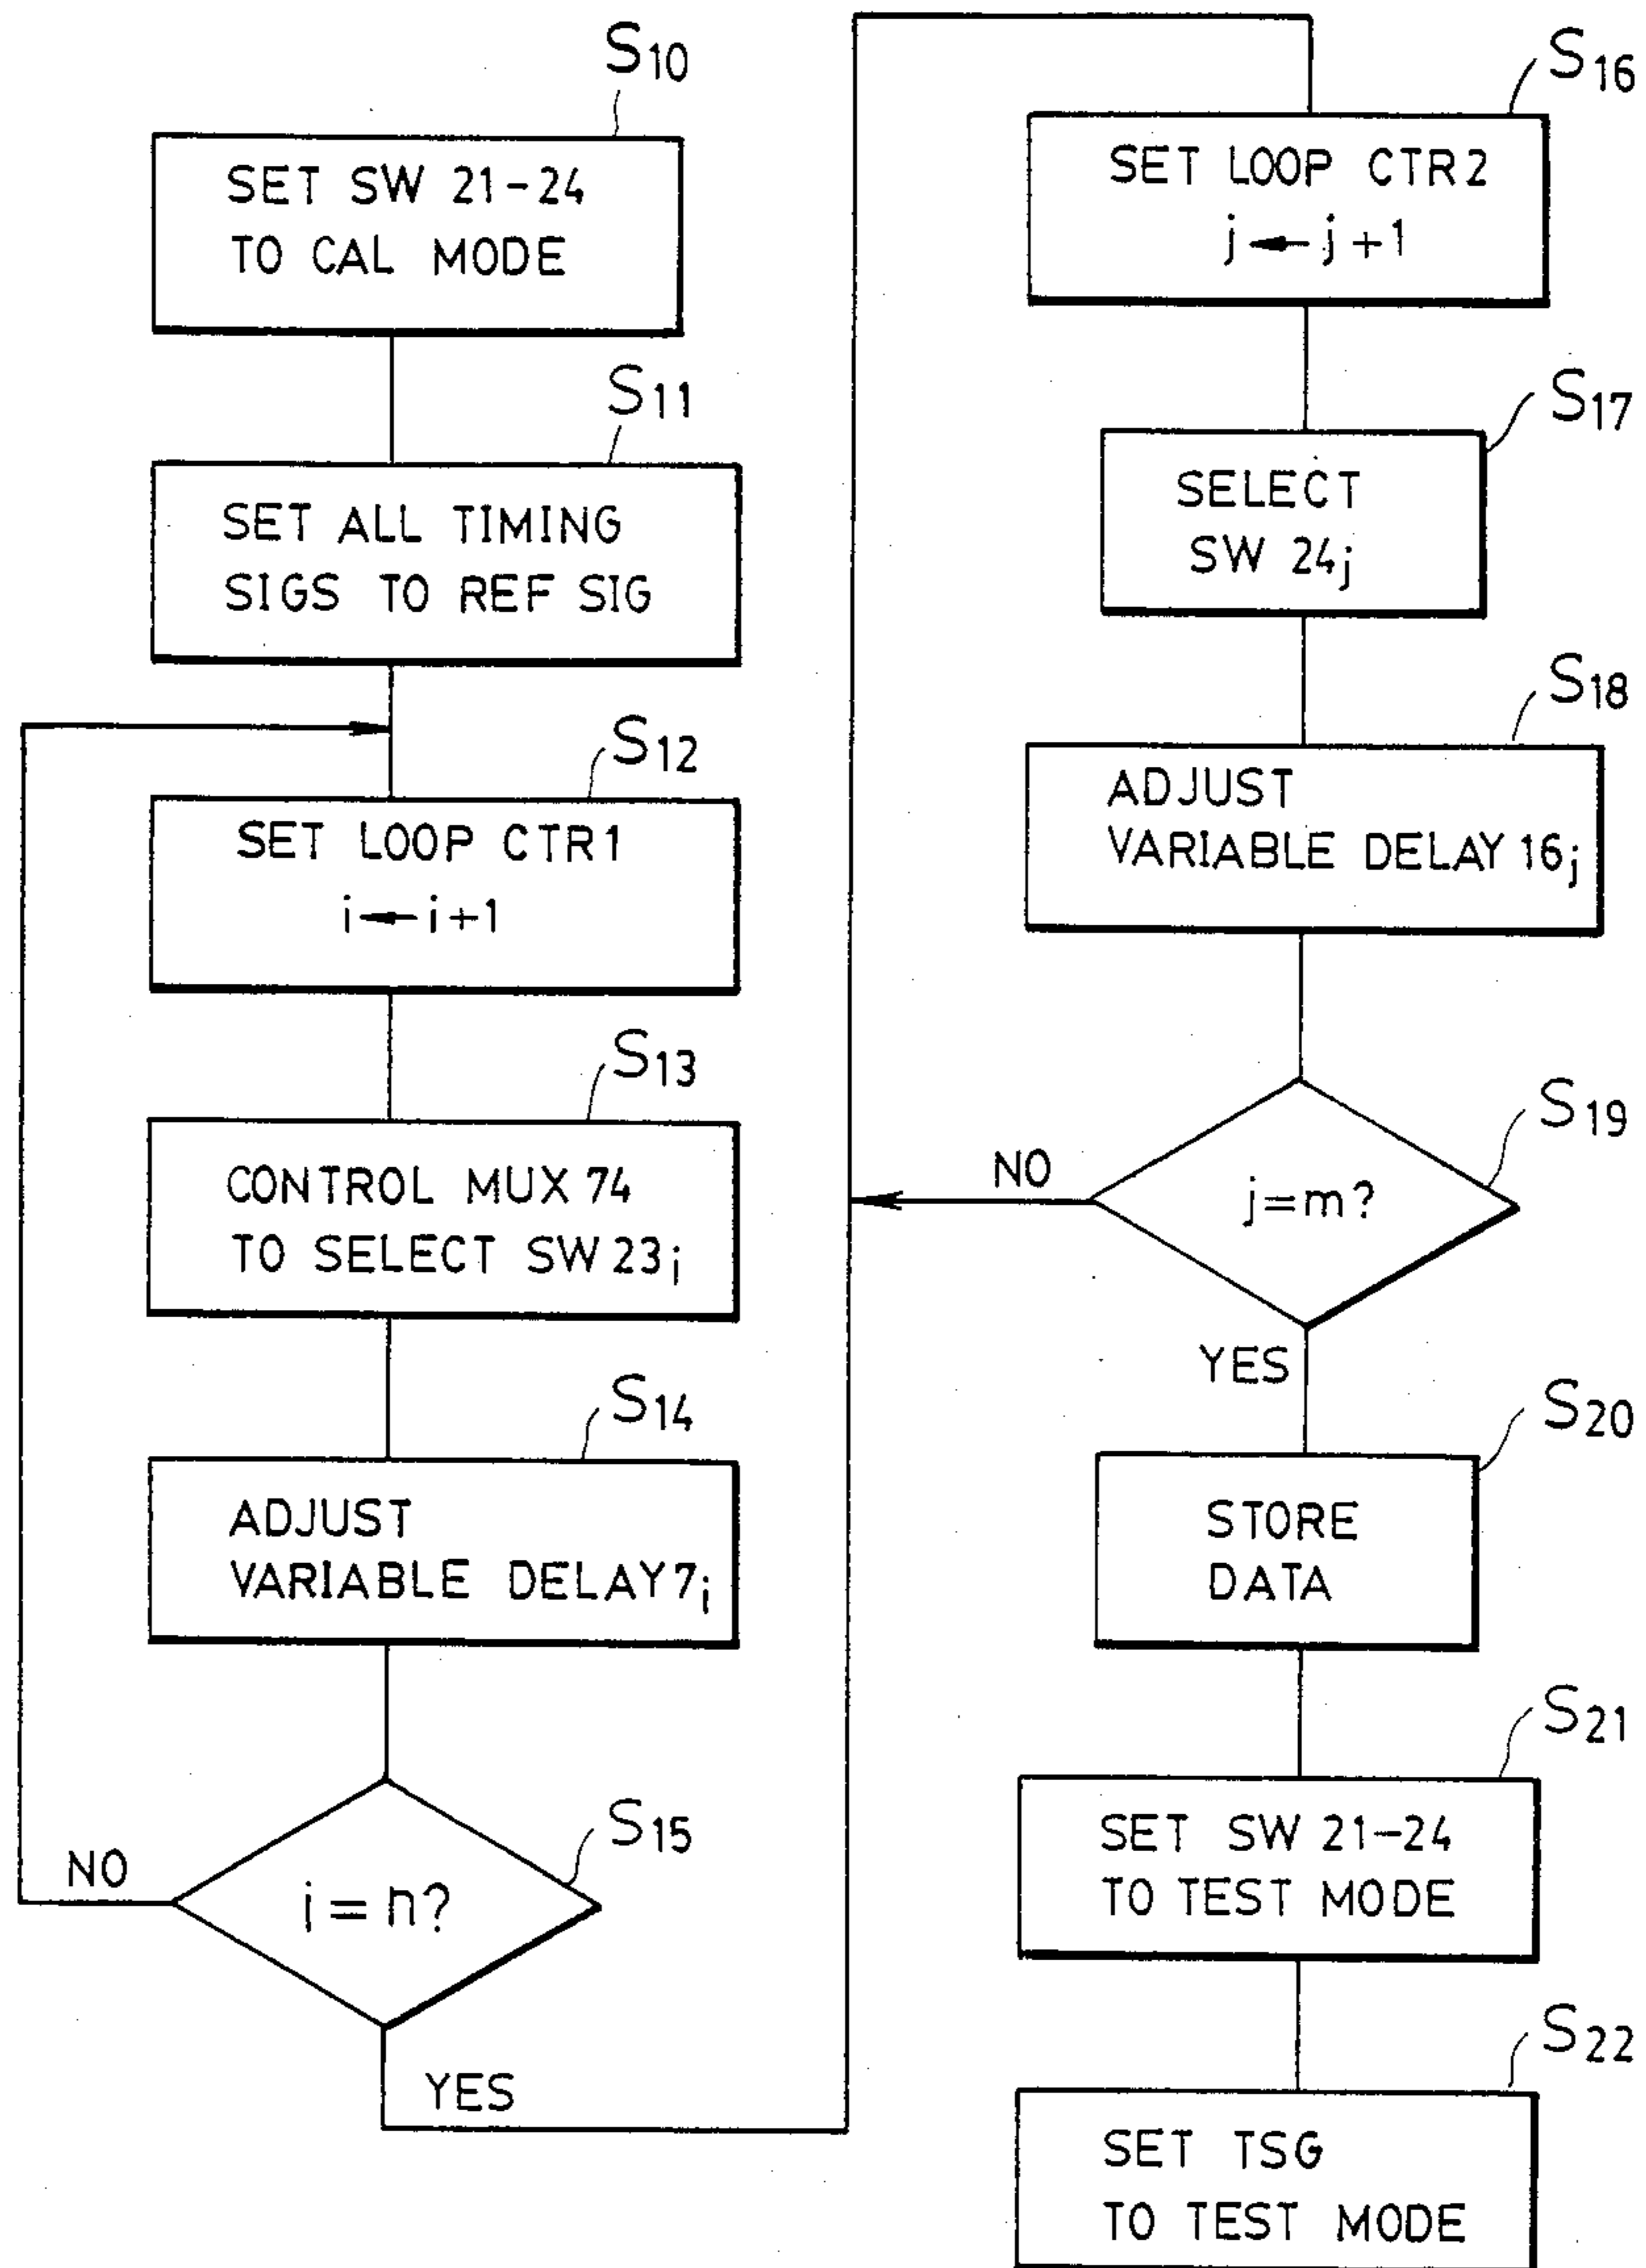 S10
SET SW 21-24
TO CAL MODE
S11
SET ALL TIMING
SIGS TO REF SIG
S12
SET LOOP CTR1
i ← i+1
S13
CONTROL MUX 74
TO SELECT SW 23i
S14
ADJUST
VARIABLE DELAY 7i
S15
i = n?
NO
YES
S16
SET LOOP CTR2
j ← j+1
S17
SELECT
SW 24j
S18
ADJUST
VARIABLE DELAY 16j
S19
j=m?
NO
YES
S20
STORE
DATA
S21
SET SW 21-24
TO TEST MODE
S22
SET TSG
TO TEST MODE